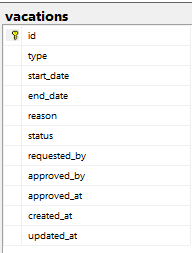 vacations
id
type
start_date
end_date
reason
status
requested_by
approved_by
approved_at
created_at
updated_at